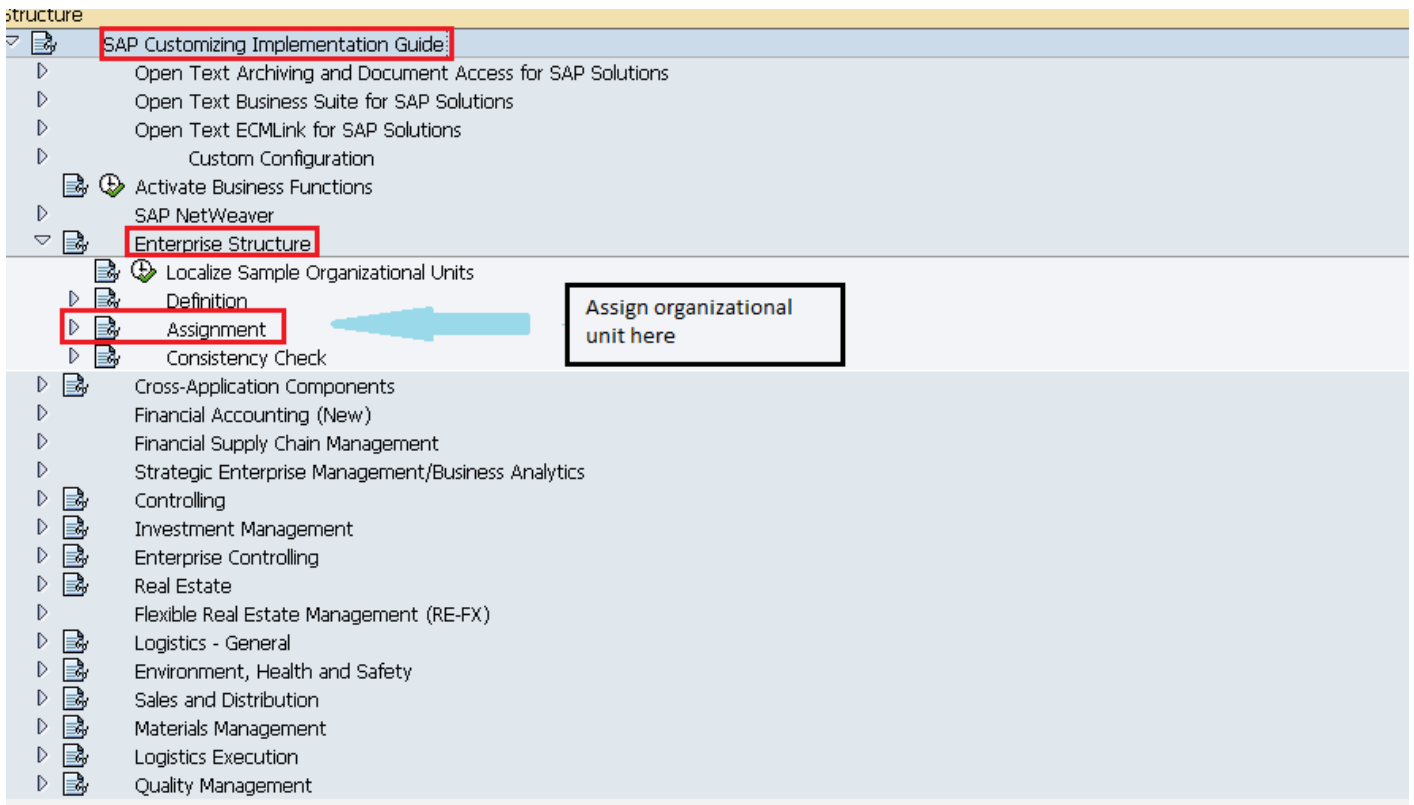 Structure
SAP Customizing Implementation Guide
Open Text Archiving and Document Access for SAP Solutions
Open Text Business Suite for SAP Solutions
Open Text ECMLink for SAP Solutions
Custom Configuration
Activate Business Functions
SAP NetWeaver
Enterprise Structure
Localize Sample Organizational Units
Definition
Assignment
Assign organizational
unit here
Consistency Check
Cross-Application Components
Financial Accounting (New)
Financial Supply Chain Management
Strategic Enterprise Management/Business Analytics
Controlling
Investment Management
Enterprise Controlling
Real Estate
Flexible Real Estate Management (RE-FX)
Logistics - General
Environment, Health and Safety
Sales and Distribution
Materials Management
Logistics Execution
Quality Management